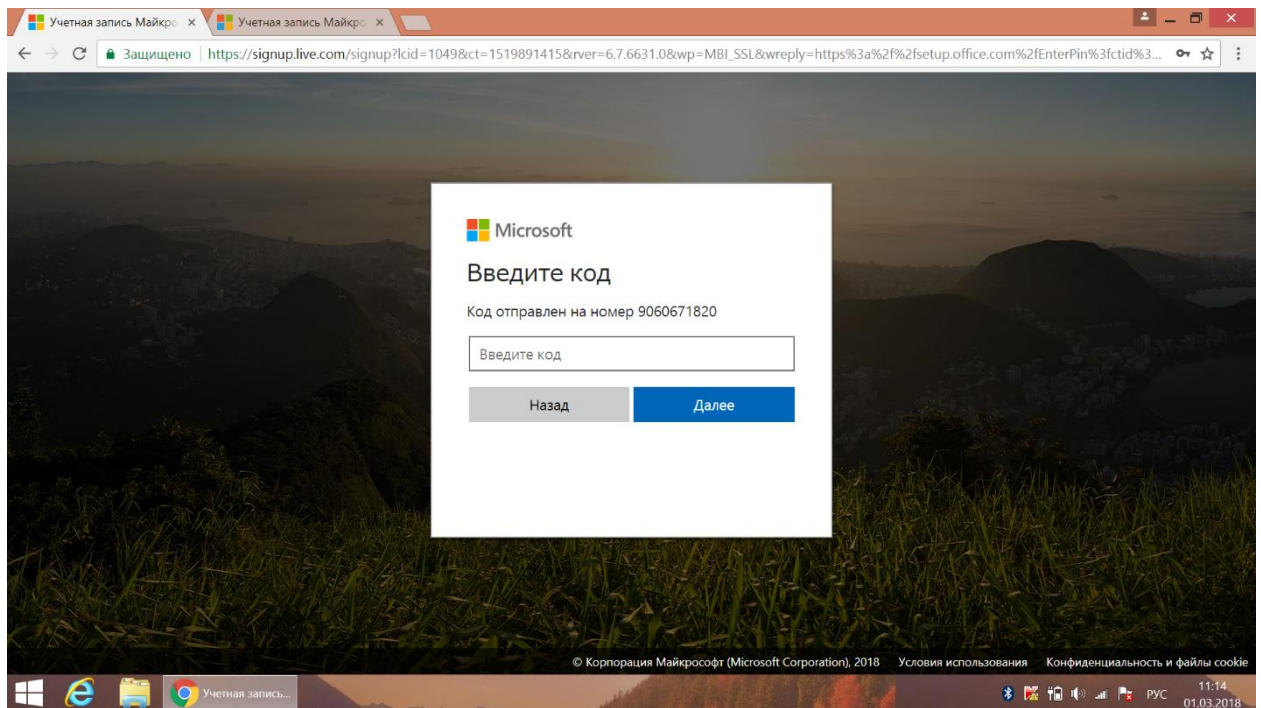 Учетная запись Майкро
Учетная запись Майкро
Защищено
https://signup.live.com/signup?lcid=1049&ct=1519891415&rver=6.7.6631.0&wp=MBI_SSL&wreply=https%3a%2f%2fsetup.office.com%2fEnterPin%3fctid%3...
Microsoft
Введите код
Код отправлен на номер 9060671820
Введите код
Назад
Далее
© Корпорация Майкрософт (Microsoft Corporation), 2018 Условия использования Конфиденциальность и файлы cookie
Учетная запись...
РУС
11:14
01.03.2018